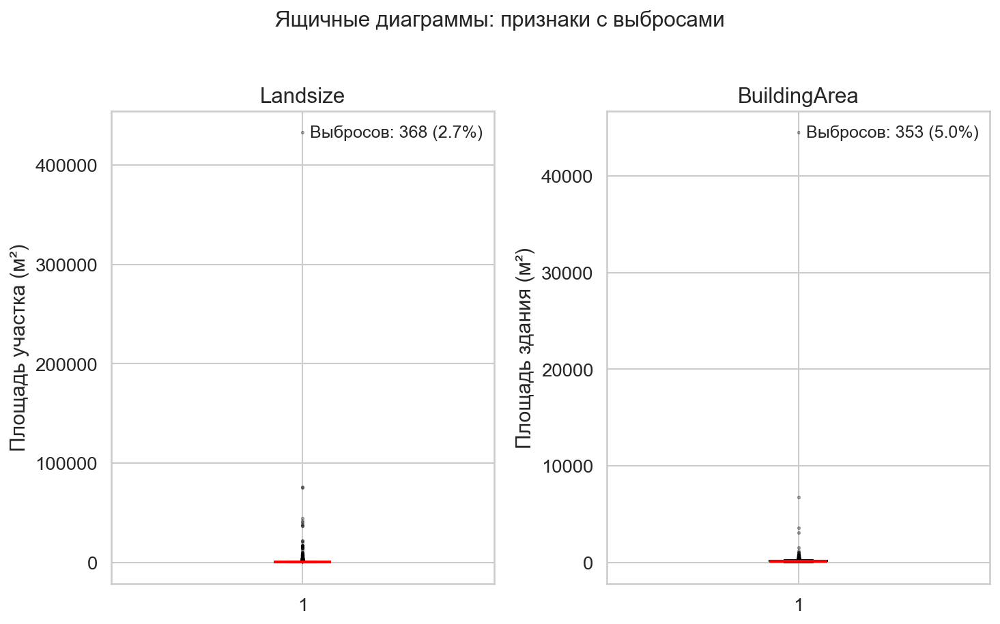 Ящичные диаграммы: признаки с выбросами
Landsize
Выбросов: 368 (2.7%)
400000
300000
200000
100000
0
Площадь участка (м²)
1
BuildingArea
Выбросов: 353 (5.0%)
40000
30000
20000
10000
0
Площадь здания (м²)
1